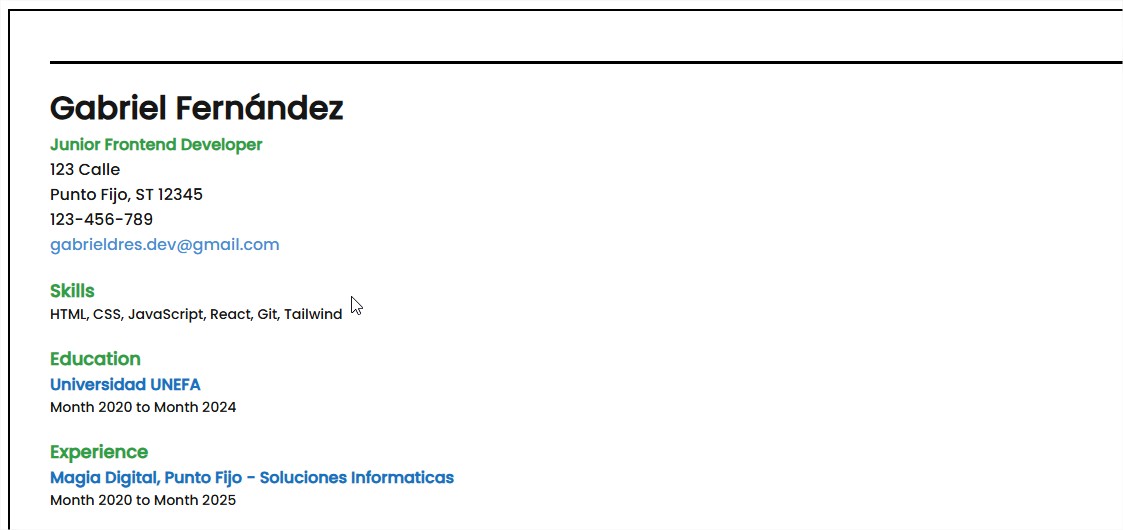 Gabriel Fernández
Junior Frontend Developer
123 Calle
Punto Fijo, ST 12345
123-456-789
gabrieldres.dev@gmail.com
Skills
HTML, CSS, JavaScript, React, Git, Tailwind
Education
Universidad UNEFA
Month 2020 to Month 2024
Experience
Magia Digital, Punto Fijo - Soluciones Informaticas
Month 2020 to Month 2025